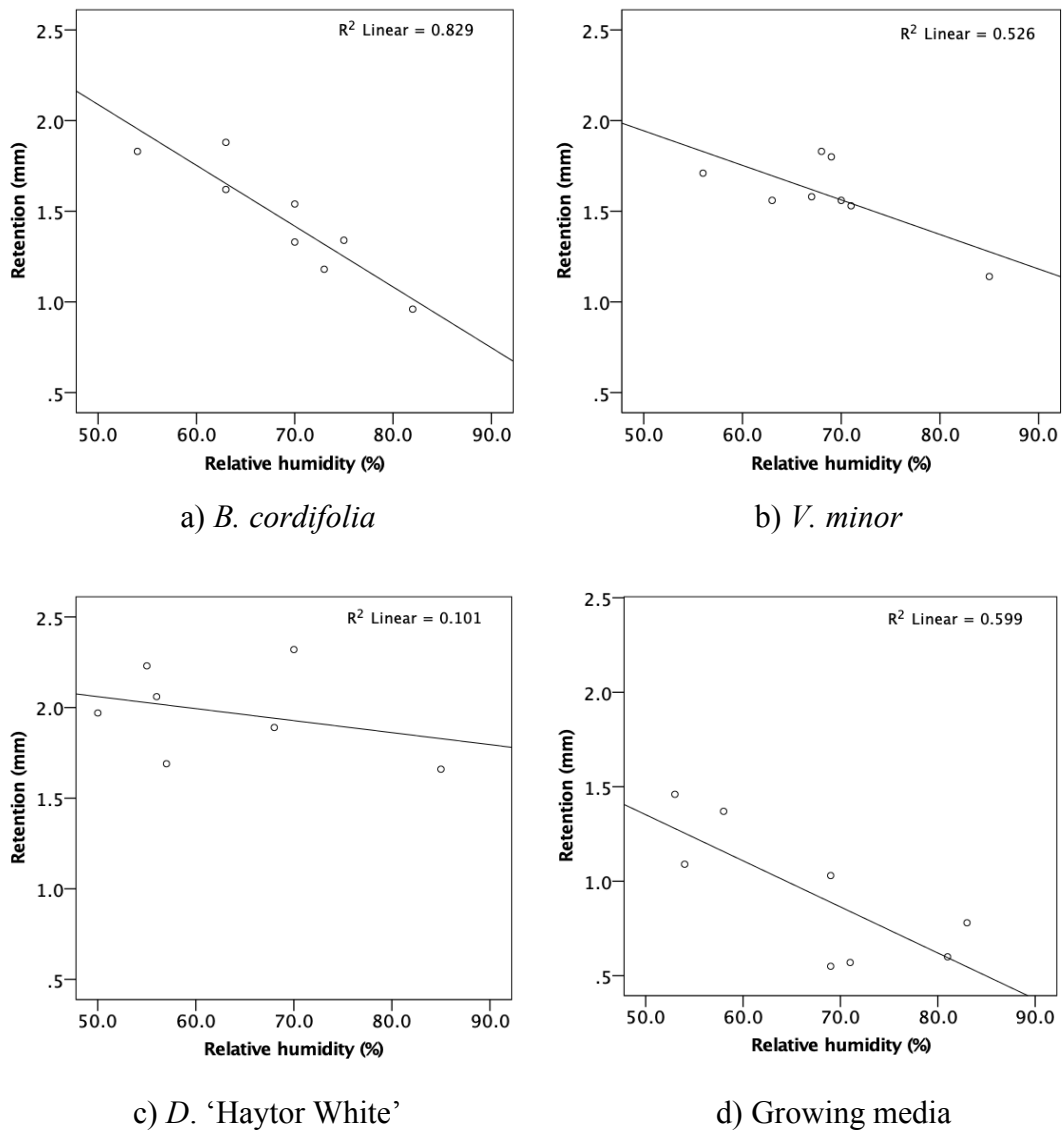 R² Linear = 0.829
2.5
2.0
1.5
1.0
.5
Retention (mm)
50.0 60.0 70.0 80.0 90.0
Relative humidity (%)
a) B. cordifolia
R² Linear = 0.526
2.5
2.0
1.5
1.0
.5
Retention (mm)
50.0 60.0 70.0 80.0 90.0
Relative humidity (%)
b) V. minor
R² Linear = 0.101
2.5
2.0
1.5
1.0
.5
Retention (mm)
50.0 60.0 70.0 80.0 90.0
Relative humidity (%)
c) D. ‘Haytor White’
R² Linear = 0.599
2.5
2.0
1.5
1.0
.5
Retention (mm)
50.0 60.0 70.0 80.0 90.0
Relative humidity (%)
d) Growing media